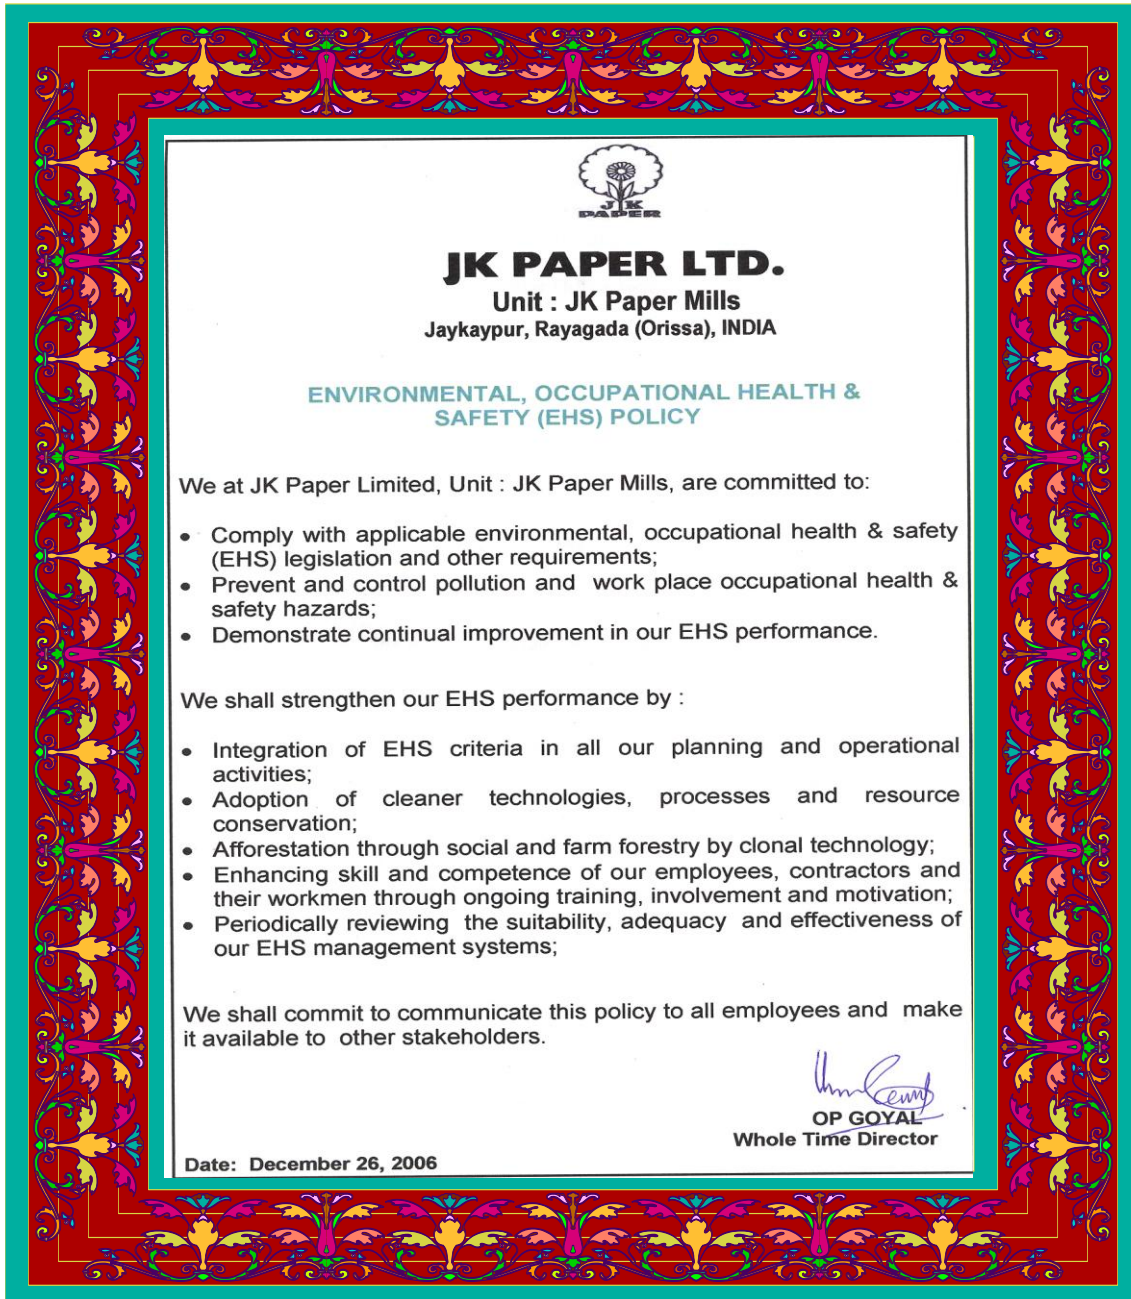 JK
PAPER
JK PAPER LTD.
Unit : JK Paper Mills
Jaykaypur, Rayagada (Orissa), INDIA
ENVIRONMENTAL, OCCUPATIONAL HEALTH &
SAFETY (EHS) POLICY
We at JK Paper Limited, Unit : JK Paper Mills, are committed to:
• Comply with applicable environmental, occupational health & safety
(EHS) legislation and other requirements;
• Prevent and control pollution and work place occupational health &
safety hazards;
• Demonstrate continual improvement in our EHS performance.
We shall strengthen our EHS performance by :
• Integration of EHS criteria in all our planning and operational
activities;
• Adoption of cleaner technologies, processes and resource
conservation;
• Afforestation through social and farm forestry by clonal technology;
• Enhancing skill and competence of our employees, contractors and
their workmen through ongoing training, involvement and motivation;
• Periodically reviewing the suitability, adequacy and effectiveness of
our EHS management systems;
We shall commit to communicate this policy to all employees and make
it available to other stakeholders.
OP GOYAL
Whole Time Director
Date: December 26, 2006